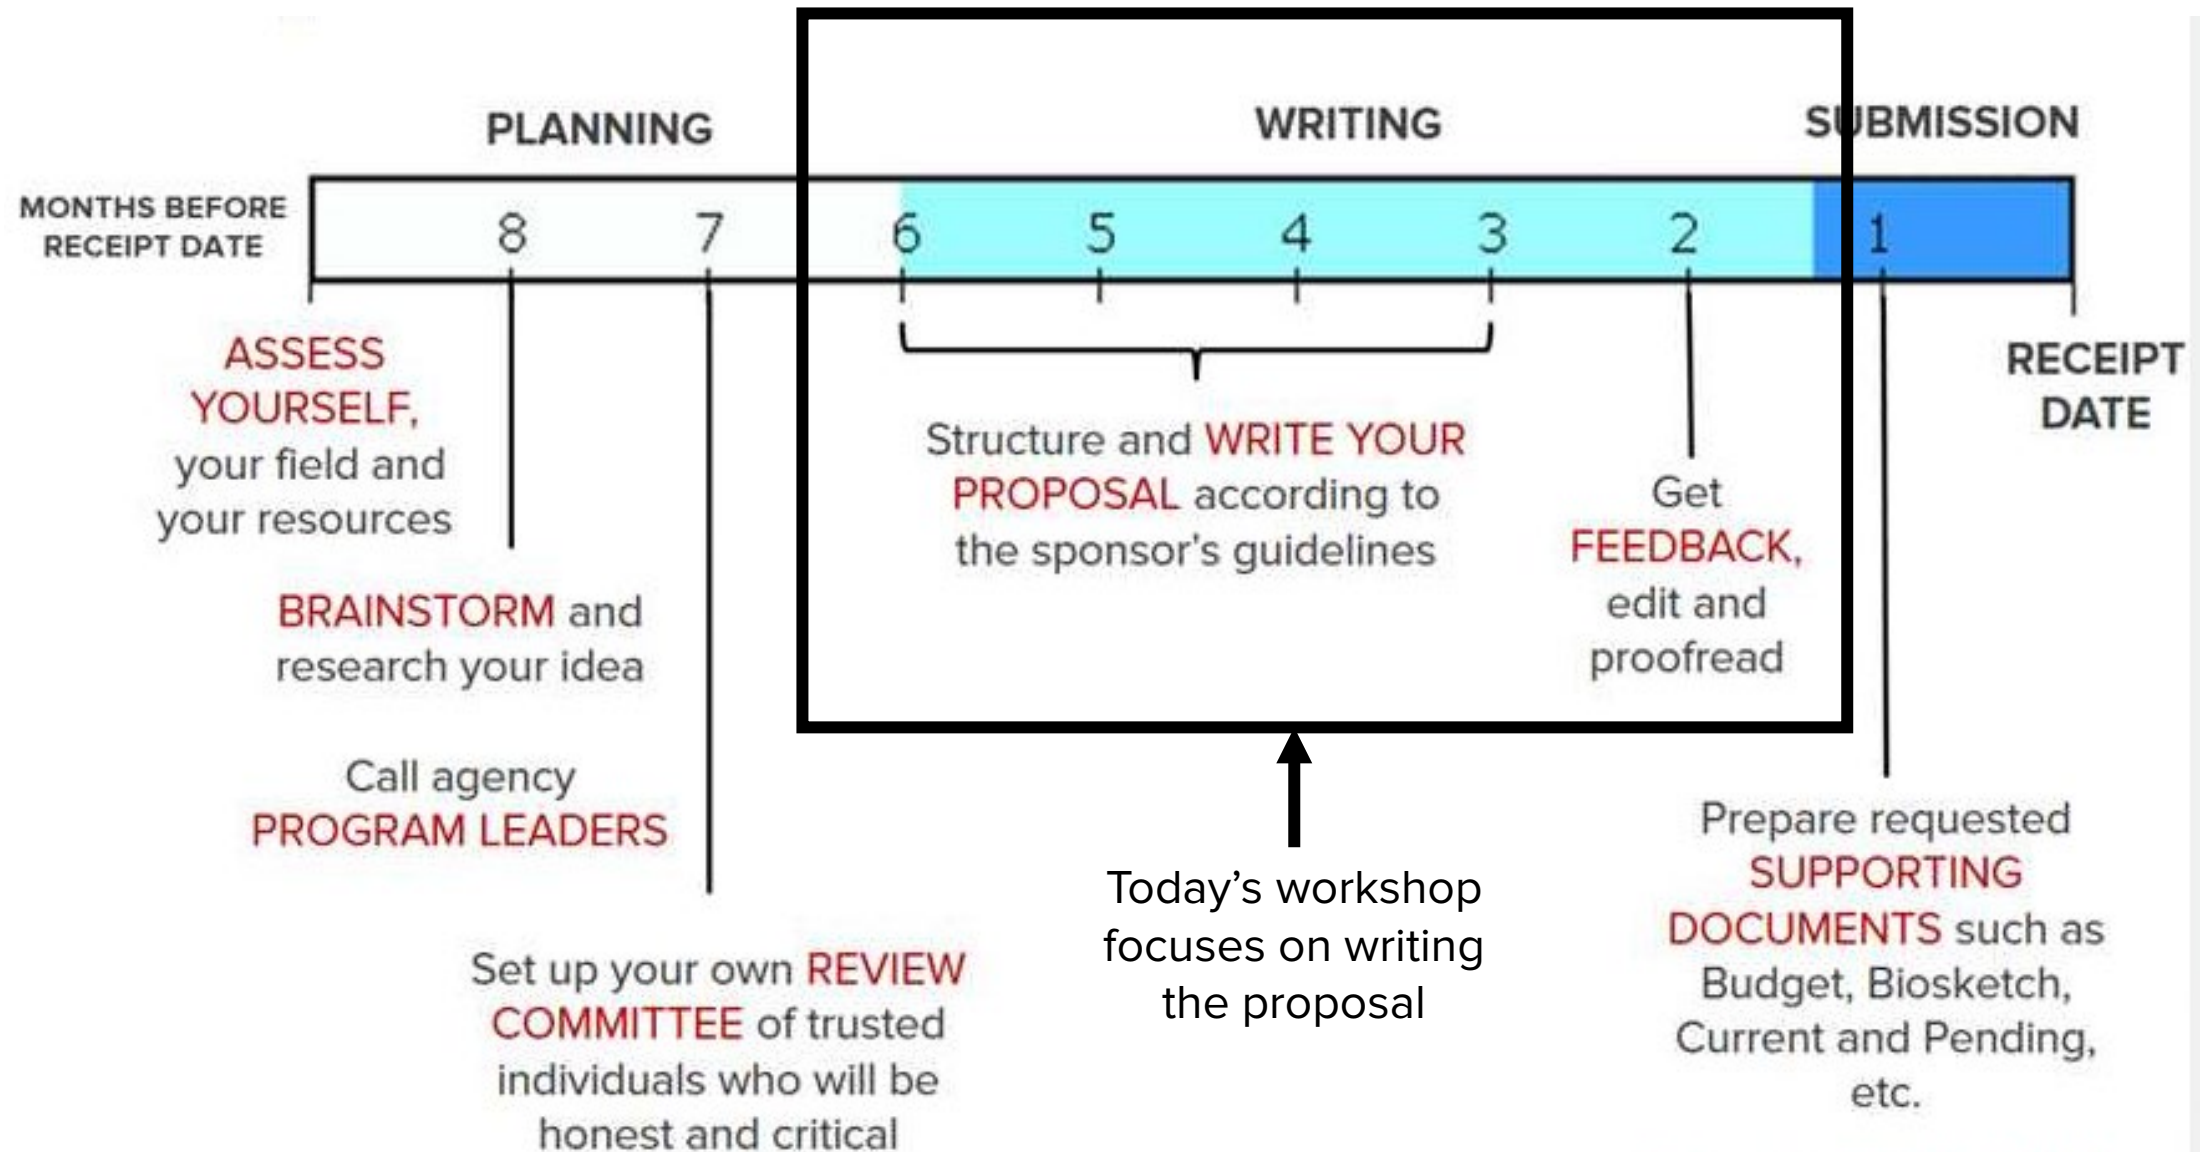 PLANNING
WRITING
SUBMISSION
MONTHS BEFORE
RECEIPT DATE
8
7
6
5
4
3
2
1
ASSESS
YOURSELF,
your field and
your resources
BRAINSTORM and
research your idea
Call agency
PROGRAM LEADERS
Set up your own REVIEW
COMMITTEE of trusted
individuals who will be
honest and critical
Structure and WRITE YOUR
PROPOSAL according to
the sponsor's guidelines
Get
FEEDBACK,
edit and
proofread
Today’s workshop
focuses on writing
the proposal
Prepare requested
SUPPORTING
DOCUMENTS such as
Budget, Biosketch,
Current and Pending,
etc.
RECEIPT
DATE